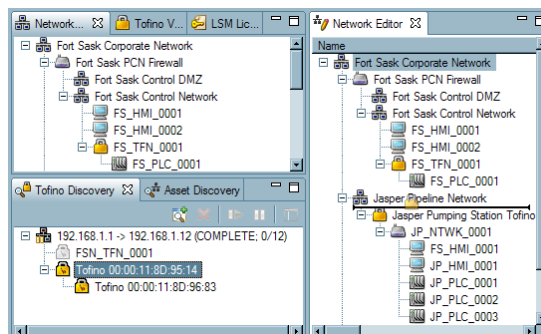 Network...
Tofino V...
LSM Lic...
Fort Sask Corporate Network
Fort Sask PCN Firewall
Fort Sask Control DMZ
Fort Sask Control Network
FS_HMI_0001
FS_HMI_0002
FS_TFN_0001
FS_PLC_0001
Tofino Discovery
Asset Discovery
192.168.1.1 -> 192.168.1.12 (COMPLETE; 0/12)
FSN_TFN_0001
Tofino 00:00:11:8D:95:14
Tofino 00:00:11:8D:96:83
Network Editor
Name
Fort Sask Corporate Network
Fort Sask PCN Firewall
Fort Sask Control DMZ
Fort Sask Control Network
FS_HMI_0001
FS_HMI_0002
FS_TFN_0001
FS_PLC_0001
Jasper Pipeline Network
Jasper Pumping Station Tofino
JP_NTWK_0001
FS_HMI_0001
JP_HMI_0001
JP_PLC_0001
JP_PLC_0002
JP_PLC_0003